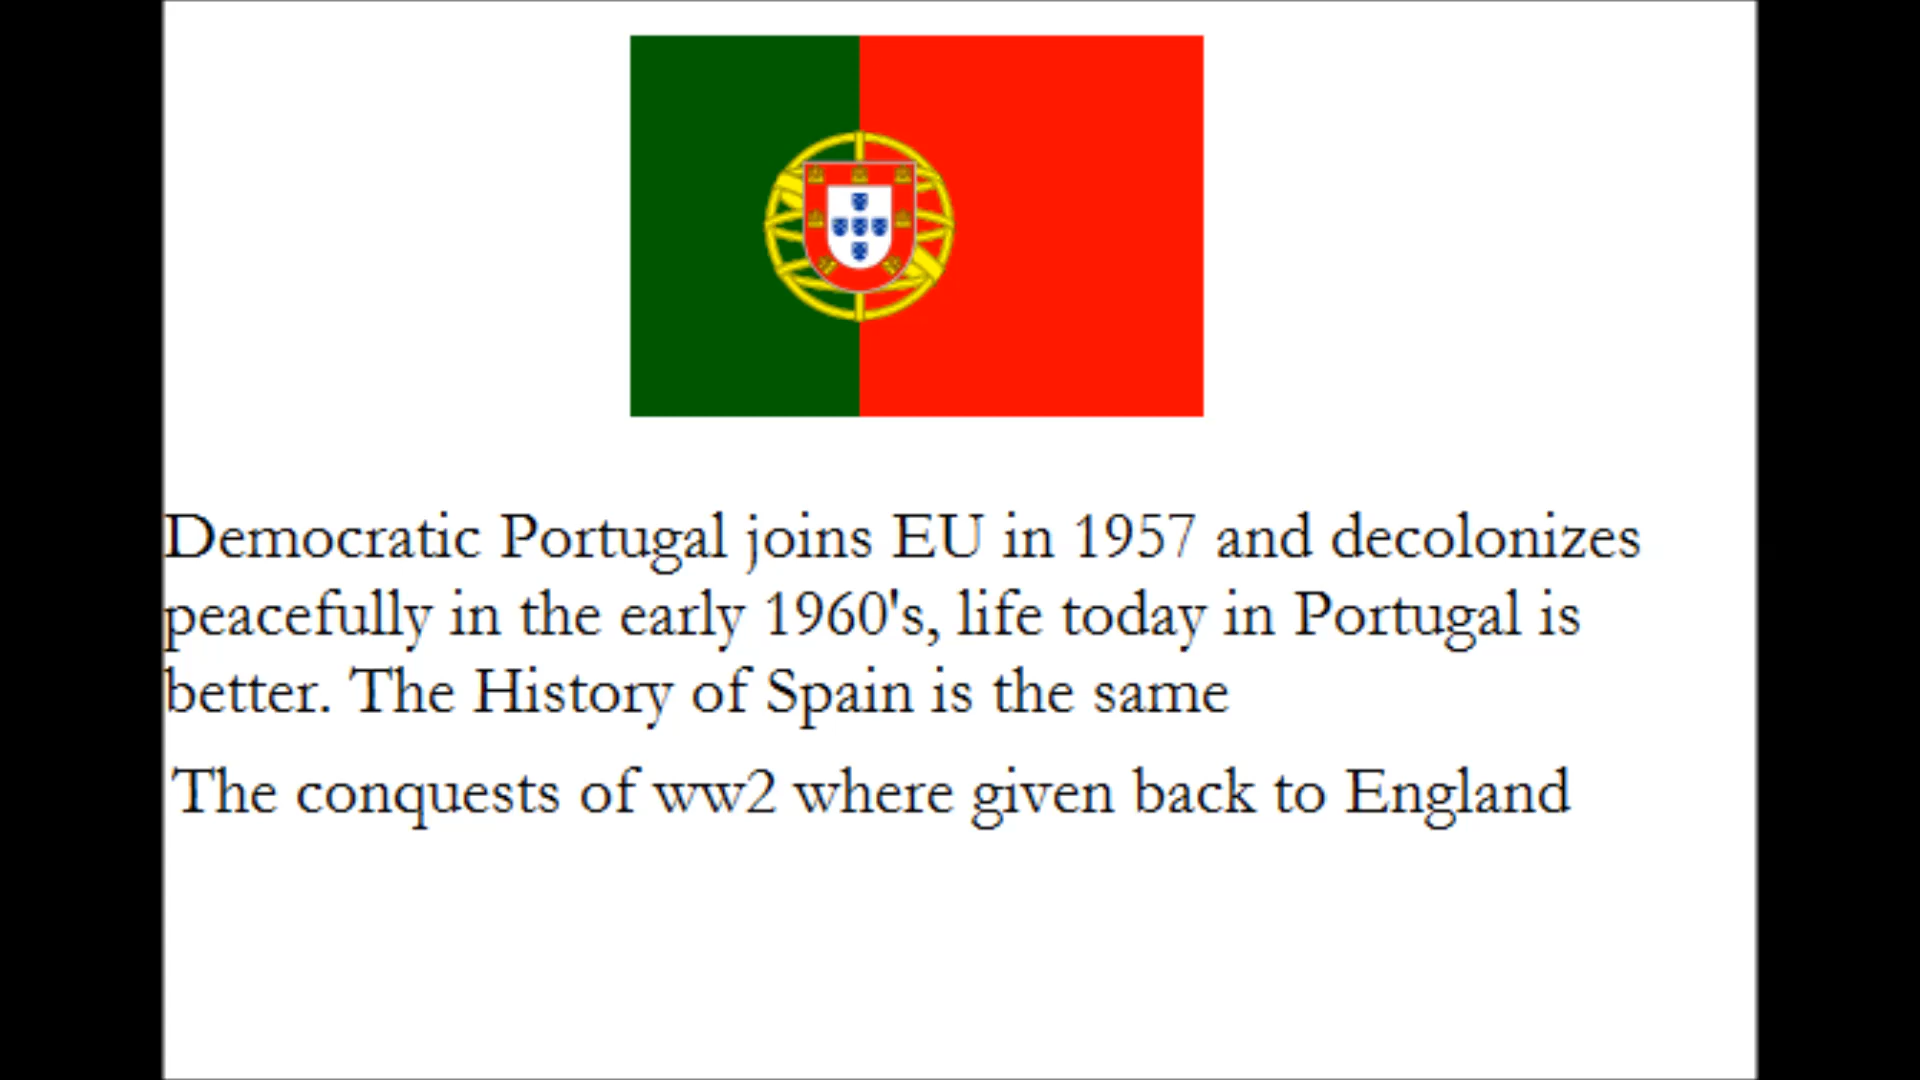 Democratic Portugal joins EU in 1957 and decolonizes
peacefully in the early 1960's, life today in Portugal is
better. The History of Spain is the same
The conquests of ww2 where given back to England